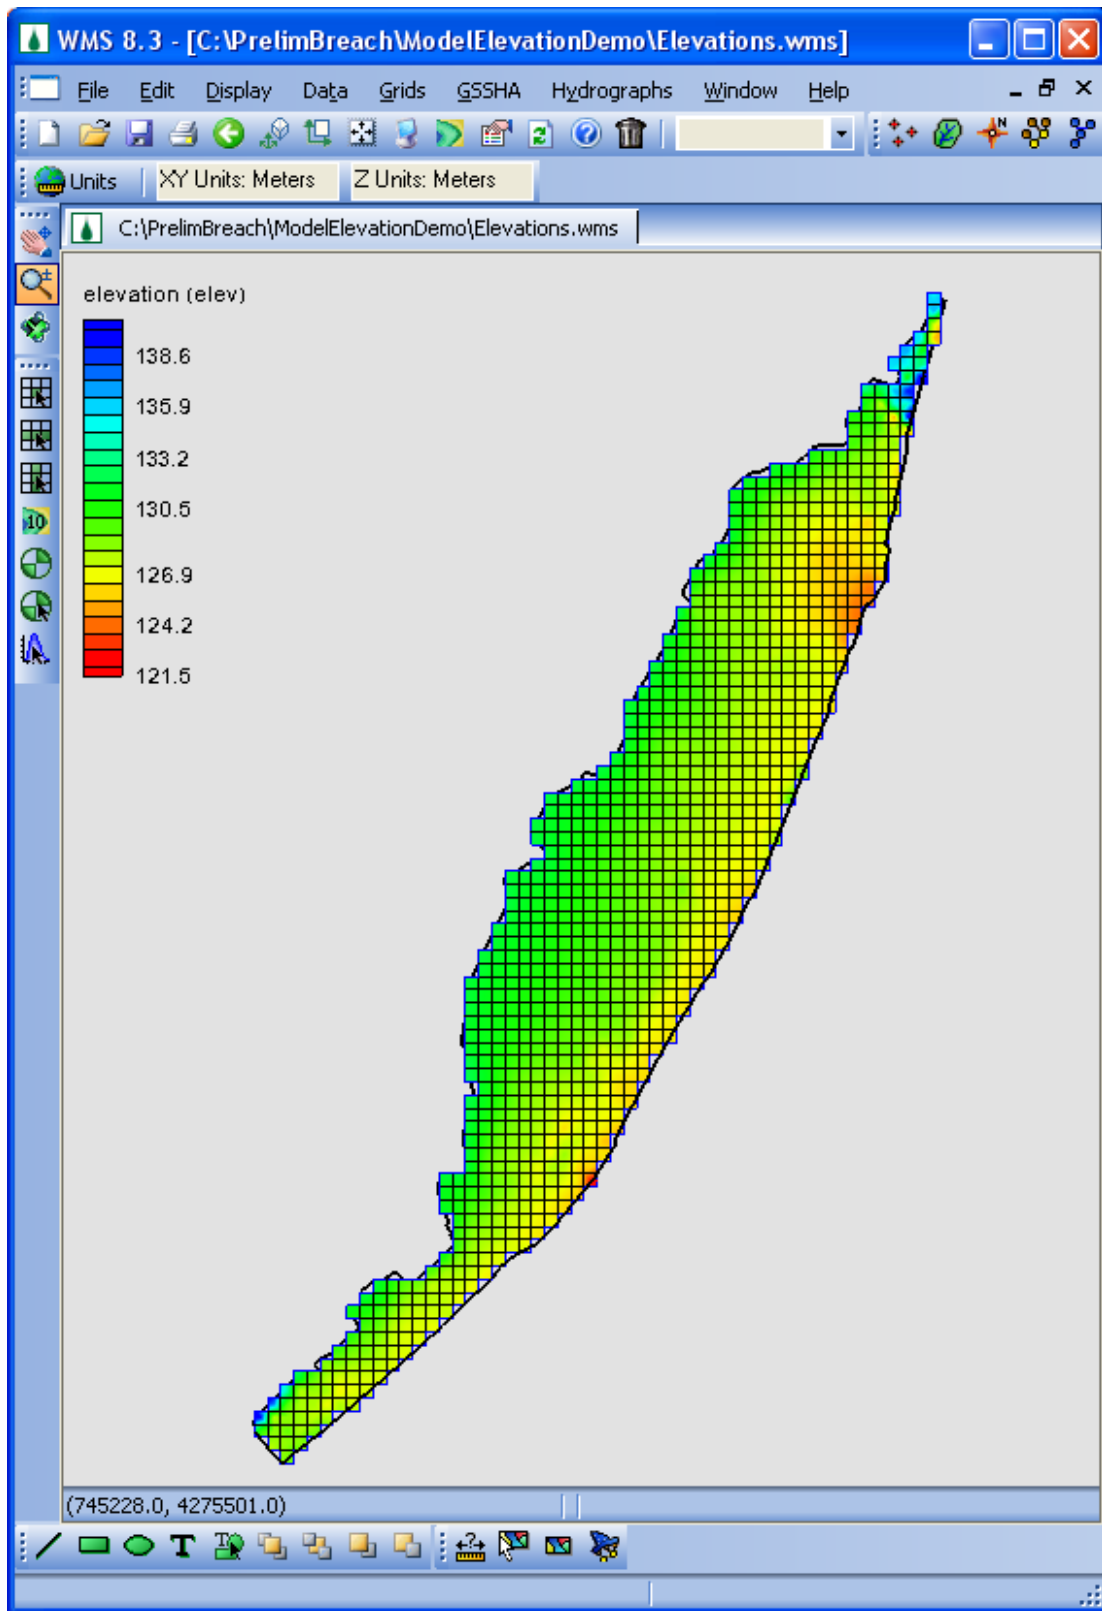 WMS 8.3 - [C:\PrelimBreach\ModelElevationDemo\Elevations.wms]
File Edit Display Data Grids GSSHA Hydrographs Window Help
Units XY Units: Meters Z Units: Meters
C:\PrelimBreach\ModelElevationDemo\Elevations.wms
elevation (elev)
138.6
135.9
133.2
130.5
126.9
124.2
121.5
10
(745228.0, 4275501.0)
T